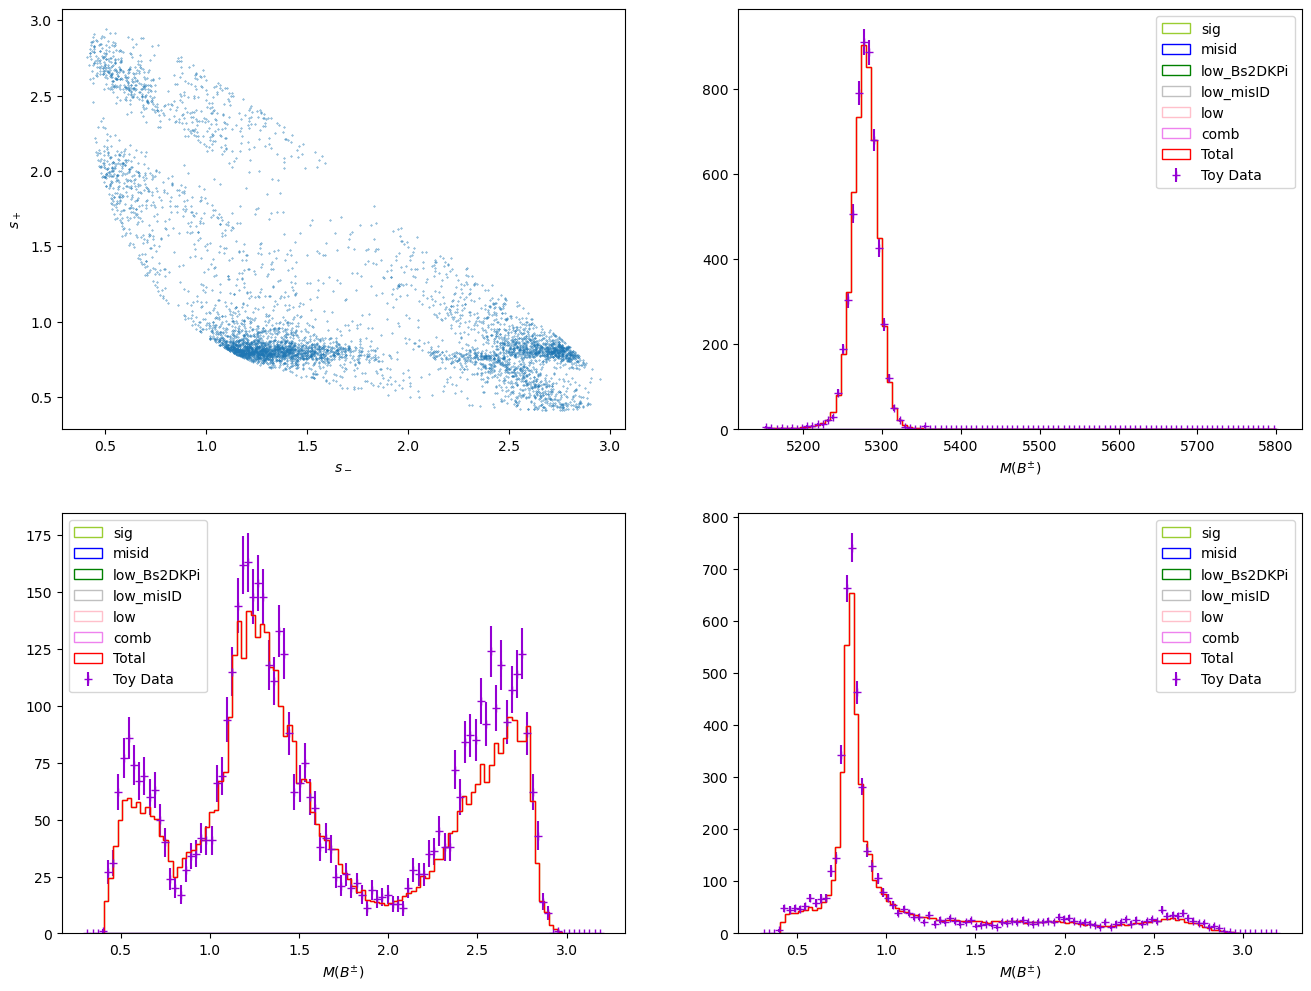 3.0
2.5
2.0
1.5
1.0
0.5
s+
0.5 1.0 1.5 2.0 2.5 3.0
s−
800
600
400
200
0
5200 5300 5400 5500 5600 5700 5800
M(B±)
sig
misid
low_Bs2DKPi
low_misID
low
comb
Total
Toy Data
175
150
125
100
75
50
25
0
0.5 1.0 1.5 2.0 2.5 3.0
M(B±)
sig
misid
low_Bs2DKPi
low_misID
low
comb
Total
Toy Data
800
700
600
500
400
300
200
100
0
0.5 1.0 1.5 2.0 2.5 3.0
M(B±)
sig
misid
low_Bs2DKPi
low_misID
low
comb
Total
Toy Data